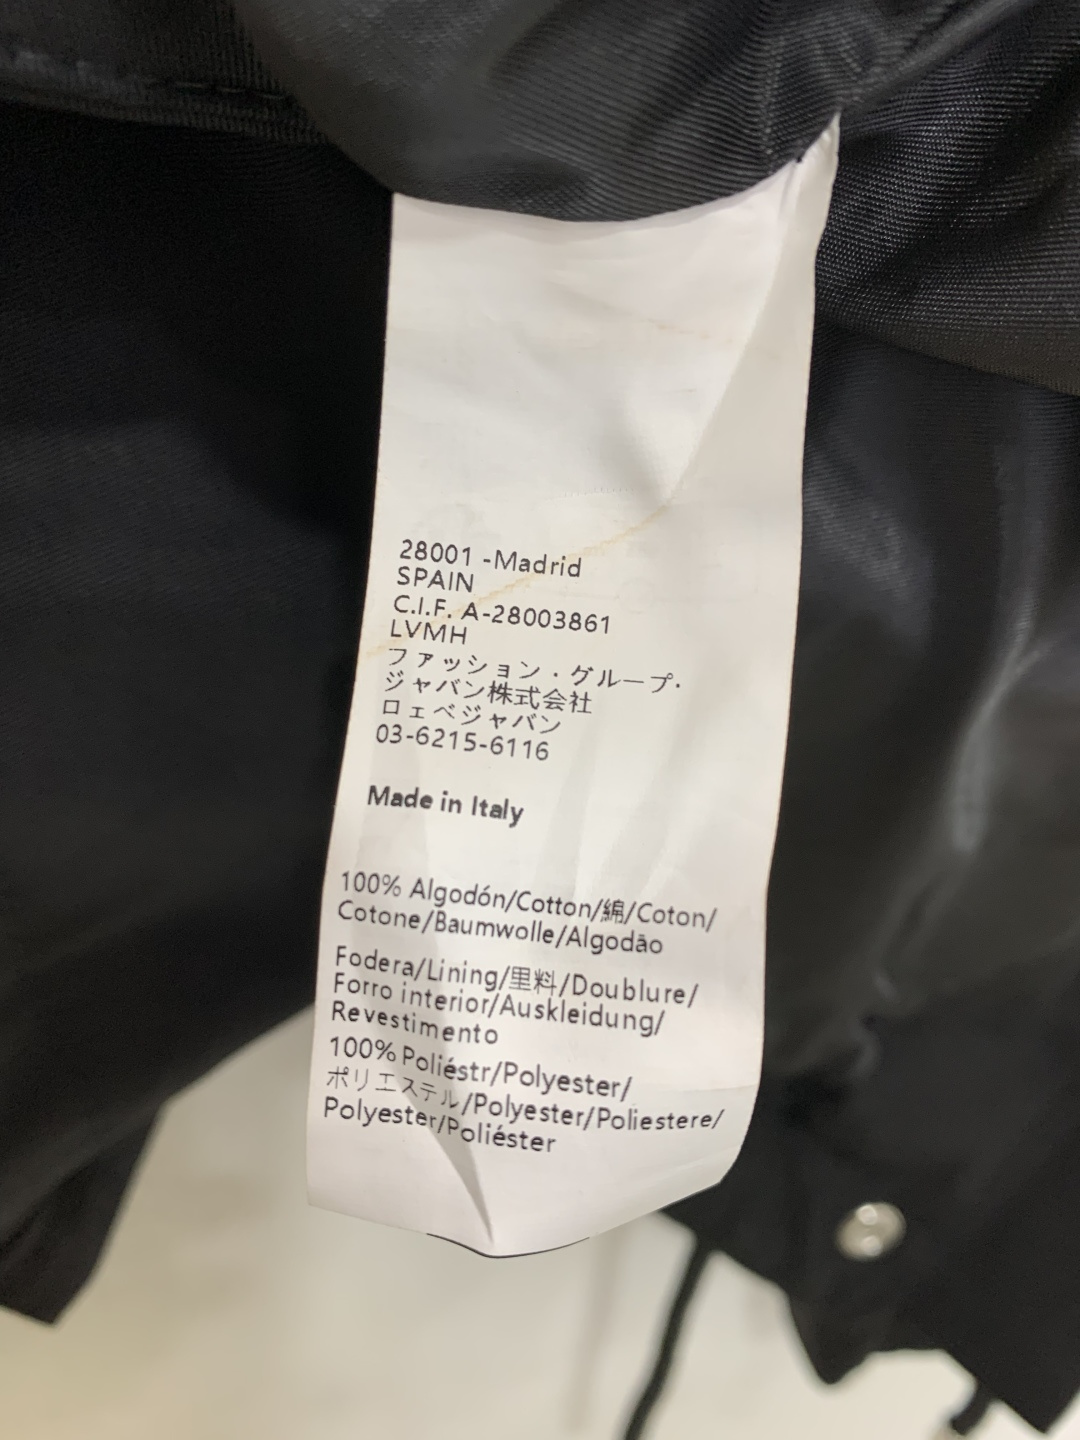 28001 -Madrid
SPAIN
C.I.F. A-28003861
LVMH
ファッション・グループ・
ジャバン株式会社
ロェベジャバン
03-6215-6116
Made in Italy
100% Algodón/Cotton/綿/Coton/
Cotone/Baumwolle/Algodão
Fodera/Lining/里料/Doublure/
Forro interior/Auskleidung/
Revestimento
100% Poliéstr/Polyester/
ポリエステル/Polyester/Poliestere/
Polyester/Poliéster